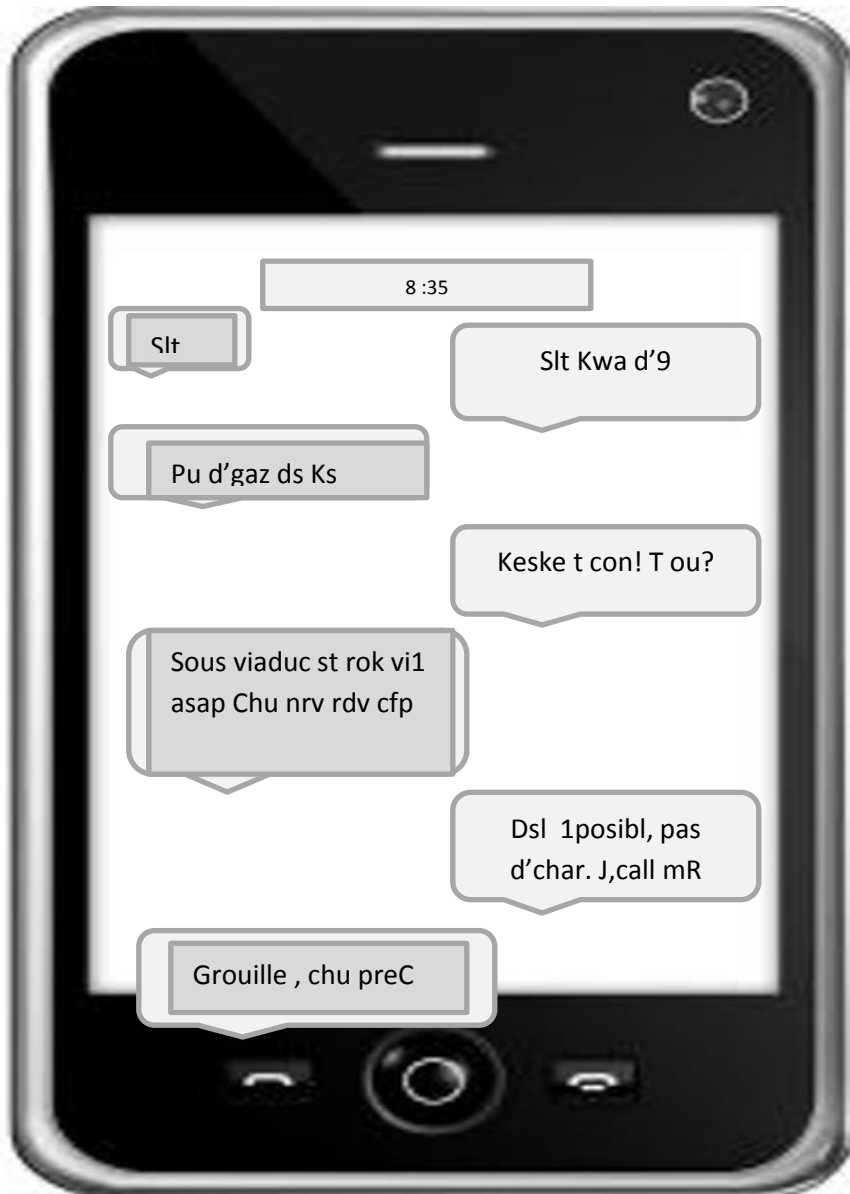 8 :35
Slt
Slt Kwa d’9
Pu d’gaz ds Ks
Keske t con! T ou?
Sous viaduc st rok vi1
asap Chu nrv rdv cfp
Dsl  1posibl, pas
d’char. J,call mR
Grouille , chu preC